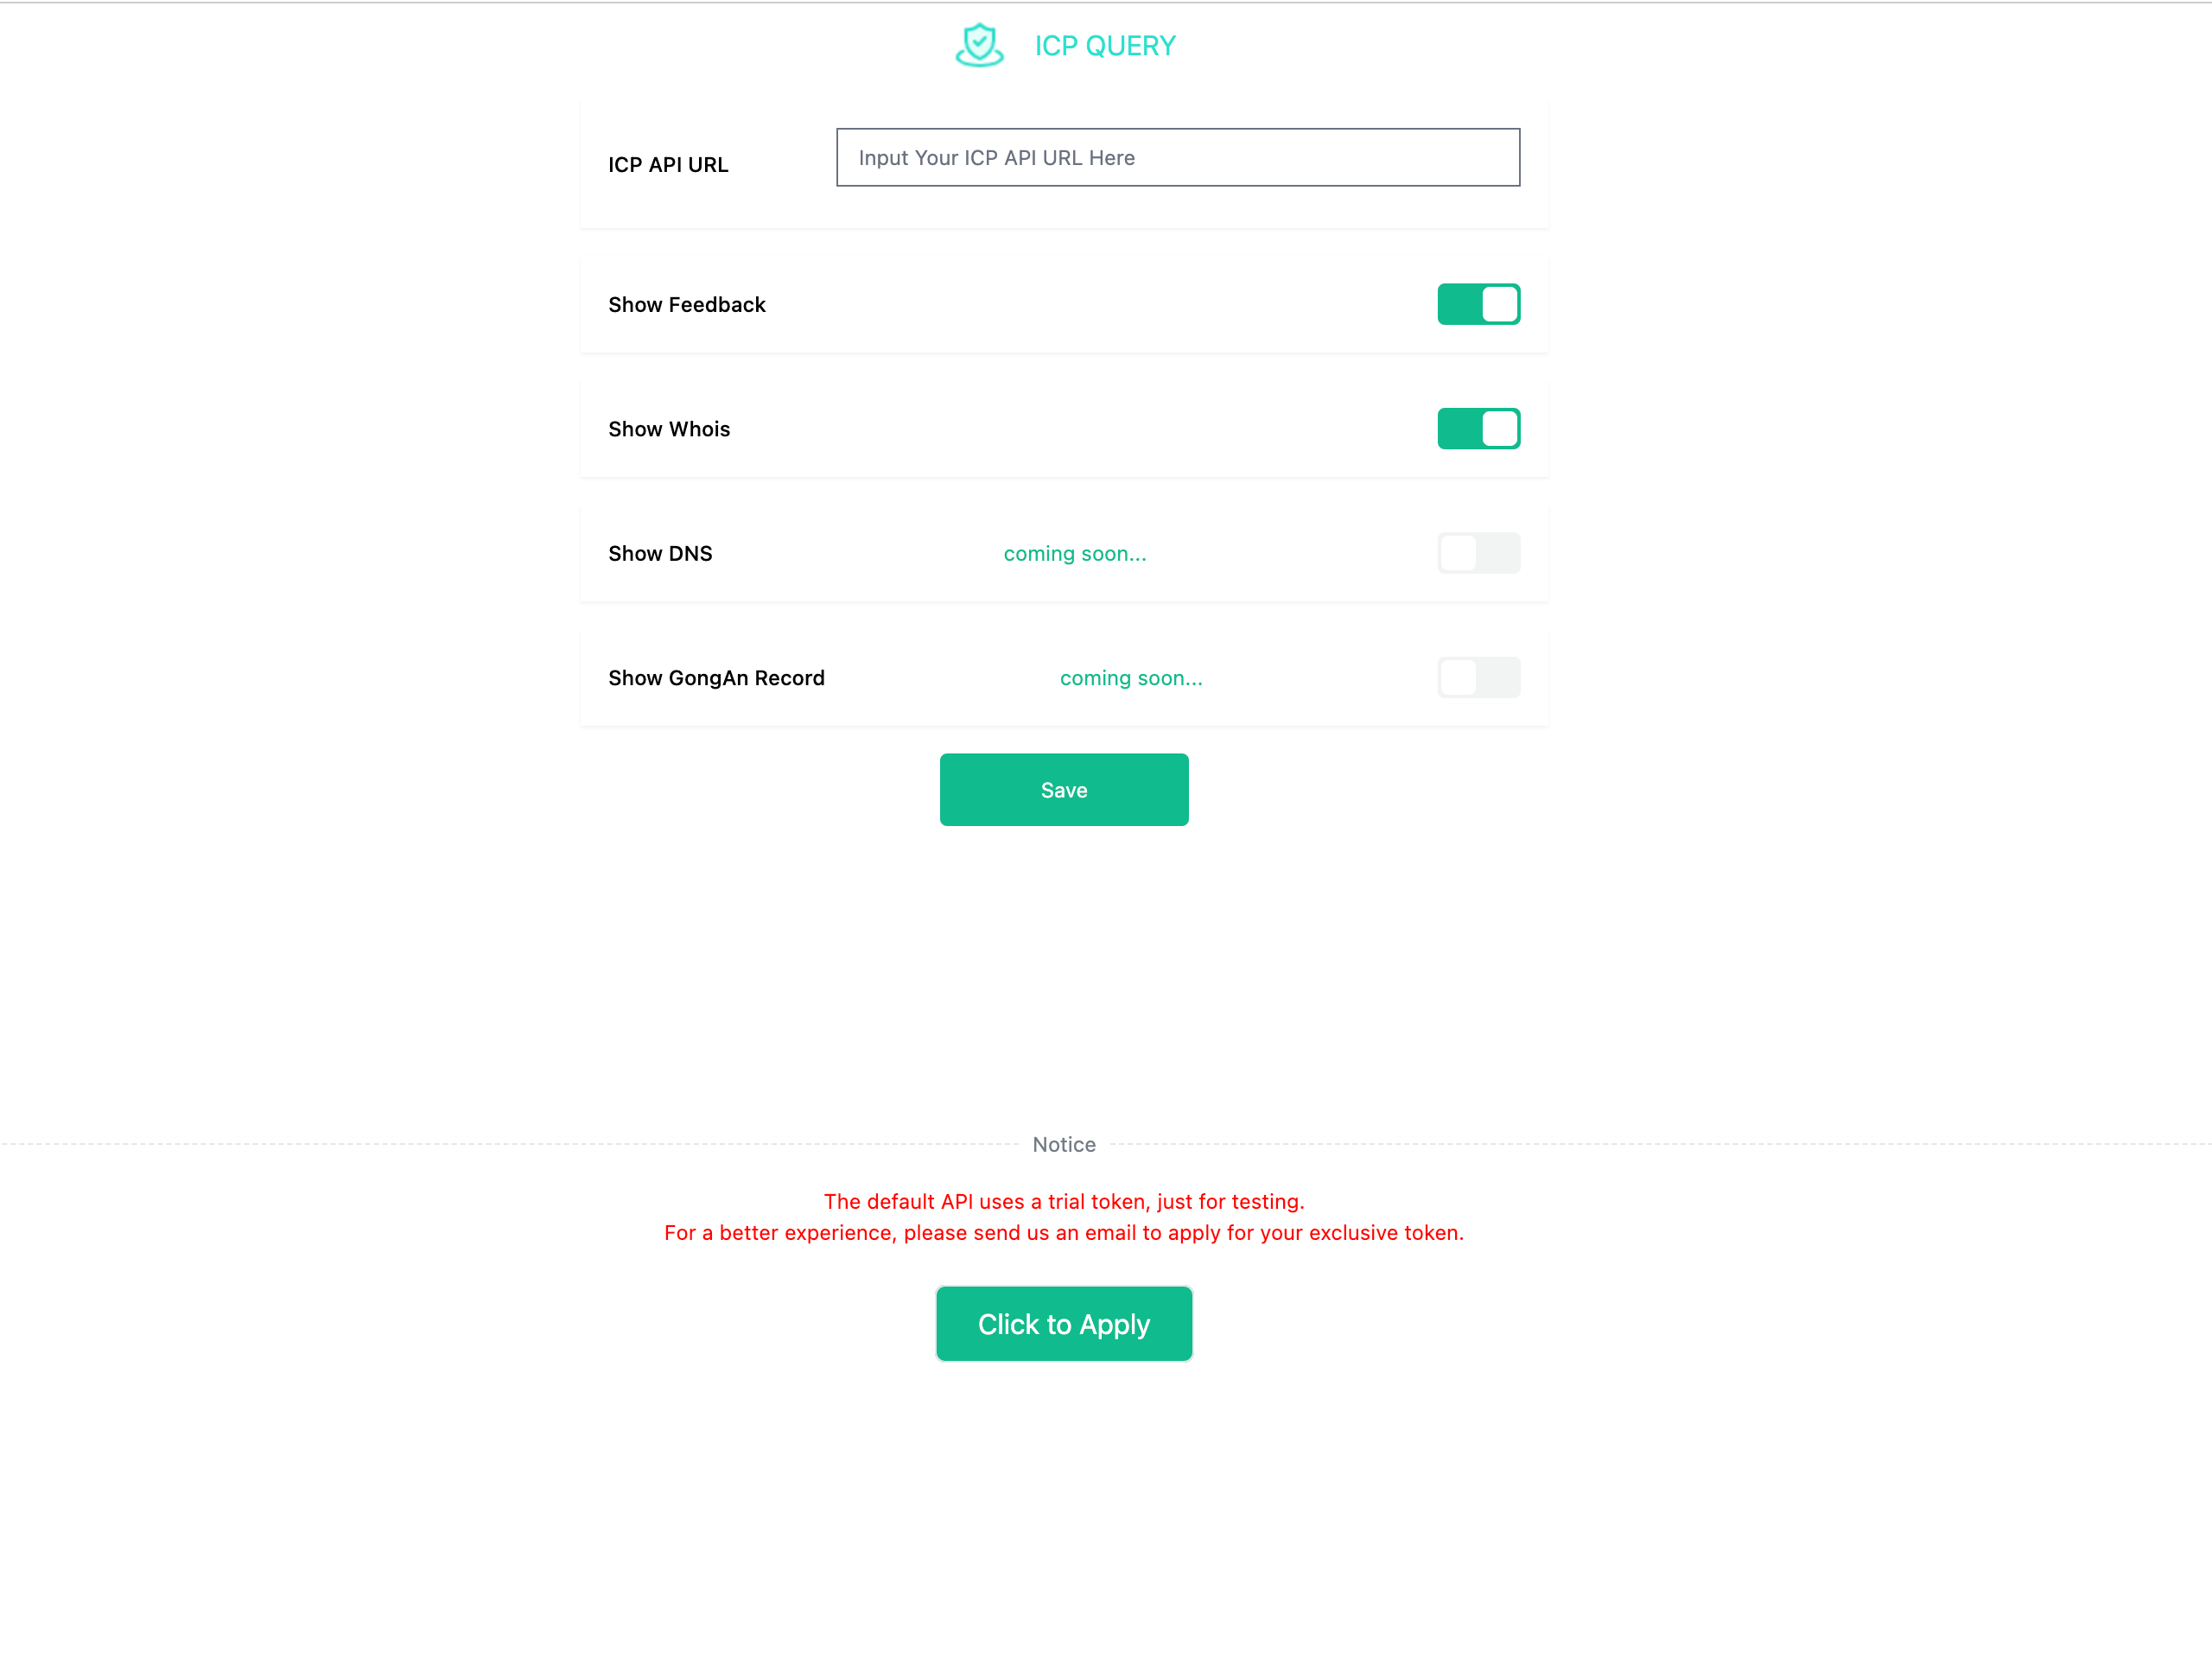 ICP QUERY
ICP API URL
Input Your ICP API URL Here
Show Feedback
Show Whois
Show DNS
coming soon...
Show GongAn Record
coming soon...
Save
Notice
The default API uses a trial token, just for testing.
For a better experience, please send us an email to apply for your exclusive token.
Click to Apply